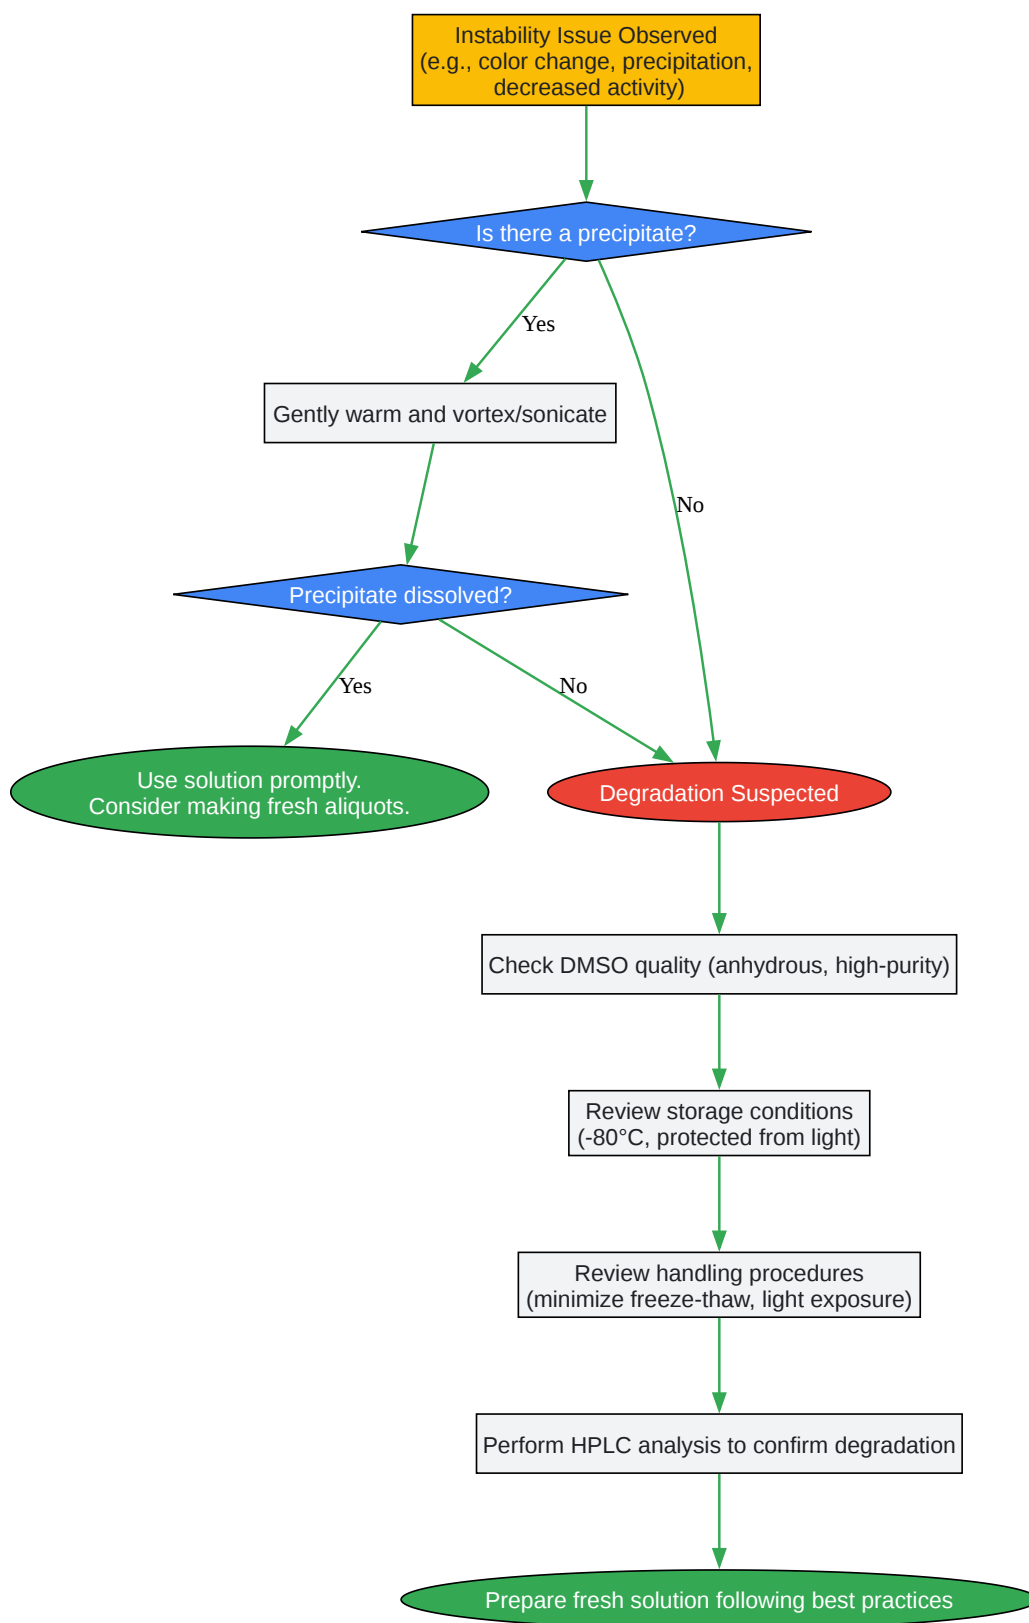 Instability Issue Observed
(e.g., color change, precipitation,
decreased activity)
Is there a precipitate?
Yes
Gently warm and vortex/sonicate
No
Precipitate dissolved?
Yes
No
Use solution promptly.
Consider making fresh aliquots.
Degradation Suspected
Check DMSO quality (anhydrous, high-purity)
Review storage conditions
(-80°C, protected from light)
Review handling procedures
(minimize freeze-thaw, light exposure)
Perform HPLC analysis to confirm degradation
Prepare fresh solution following best practices